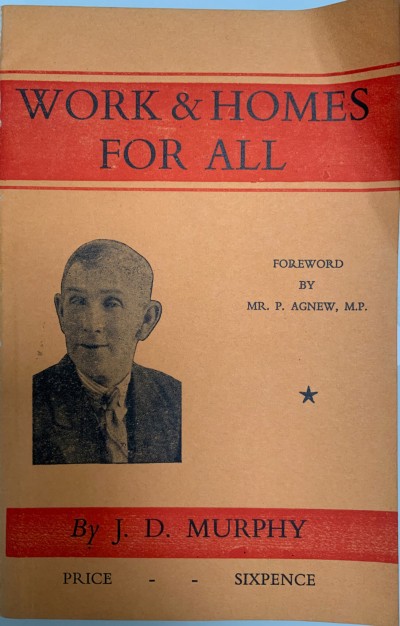 WORK & HOMES
FOR ALL
FOREWORD
BY
MR. P. AGNEW, M.P.
By J. D. MURPHY
PRICE - - SIXPENCE